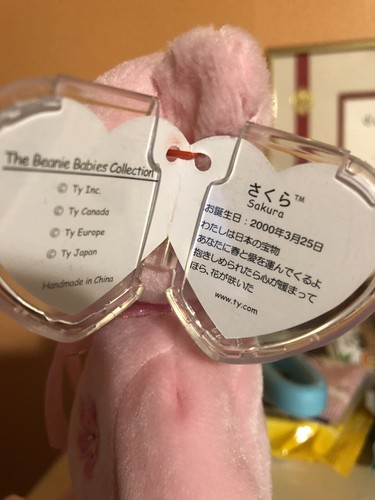 The Beanie Babies Collection
© Ty Inc.
© Ty Canada
© Ty Europe
© Ty Japan
Handmade in China
さくら™
Sakura
お誕生日：2000年3月25日
わたしは日本の宝物
あなたに春と愛を運んでくるよ
抱きしめられたら心が暖まって
ほら、花が咲いた
www.ty.com